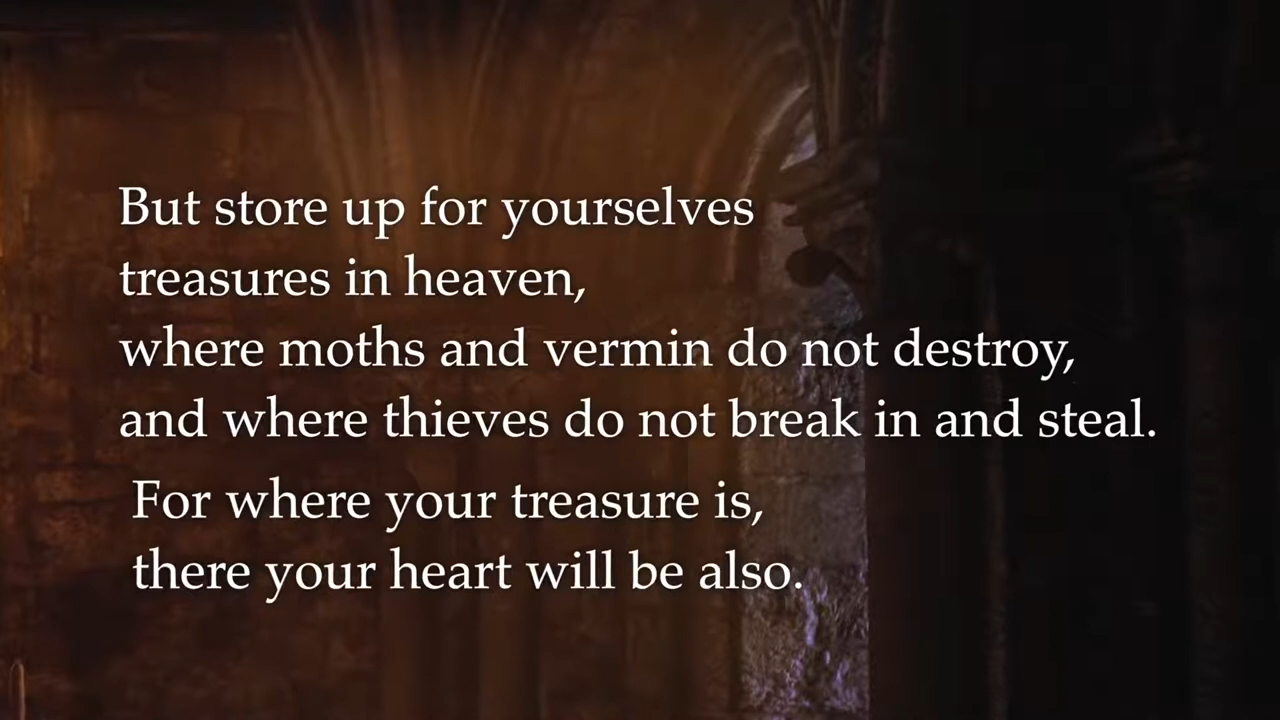 But store up for yourselves
treasures in heaven,
where moths and vermin do not destroy,
and where thieves do not break in and steal.
For where your treasure is,
there your heart will be also.